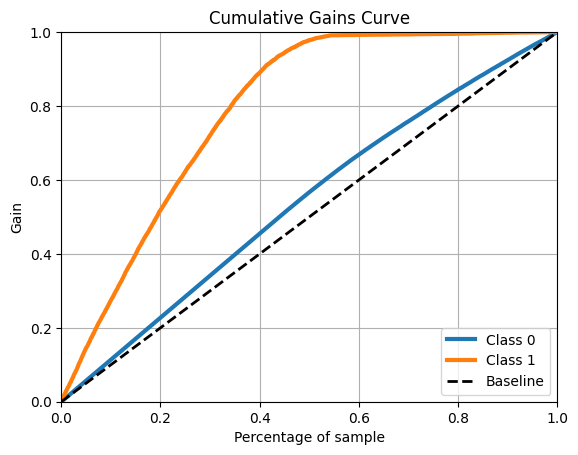 Cumulative Gains Curve
1.0
0.8
0.6
0.4
0.2
0.0
Gain
0.0 0.2 0.4 0.6 0.8 1.0
Percentage of sample
Class 0
Class 1
Baseline